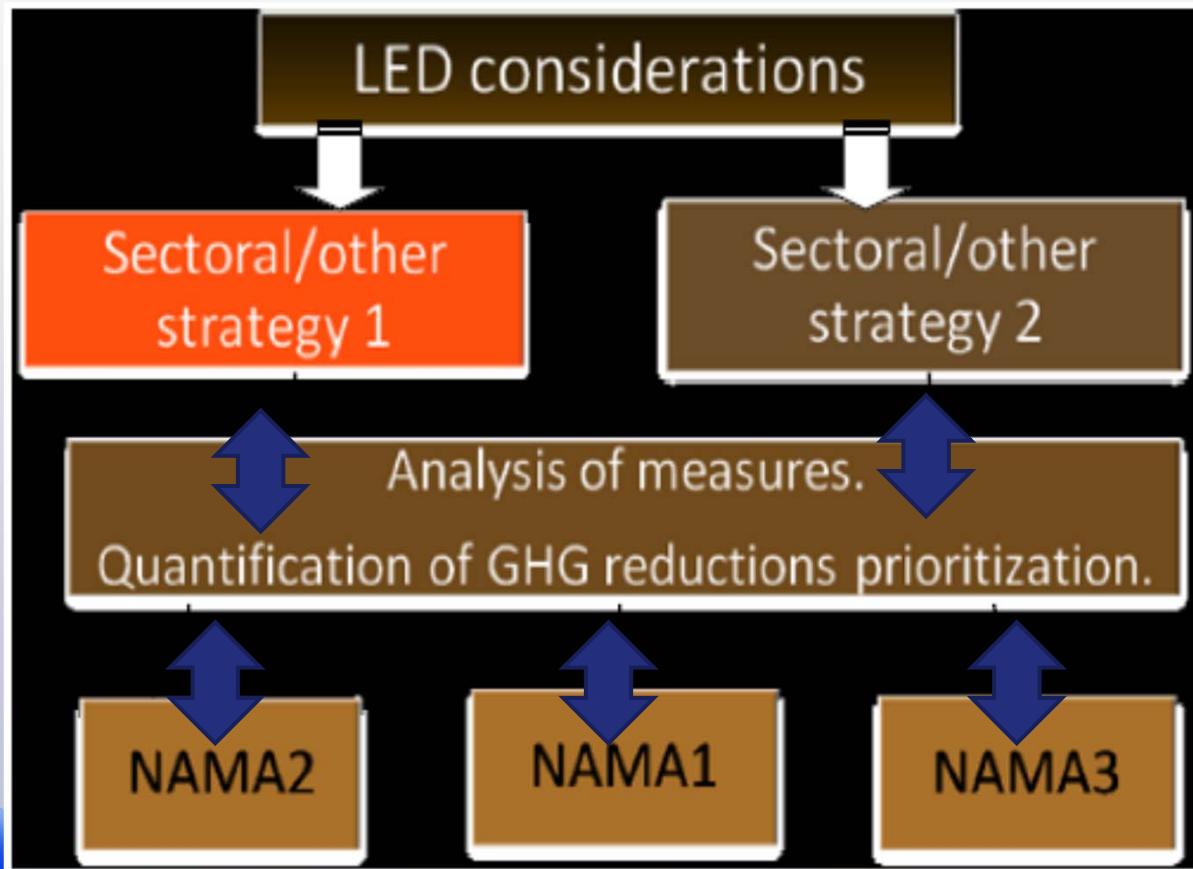 LED considerations
Sectoral/other
strategy 1
Sectoral/other
strategy 2
Analysis of measures.
Quantification of GHG reductions prioritization.
NAMA2
NAMA1
NAMA3